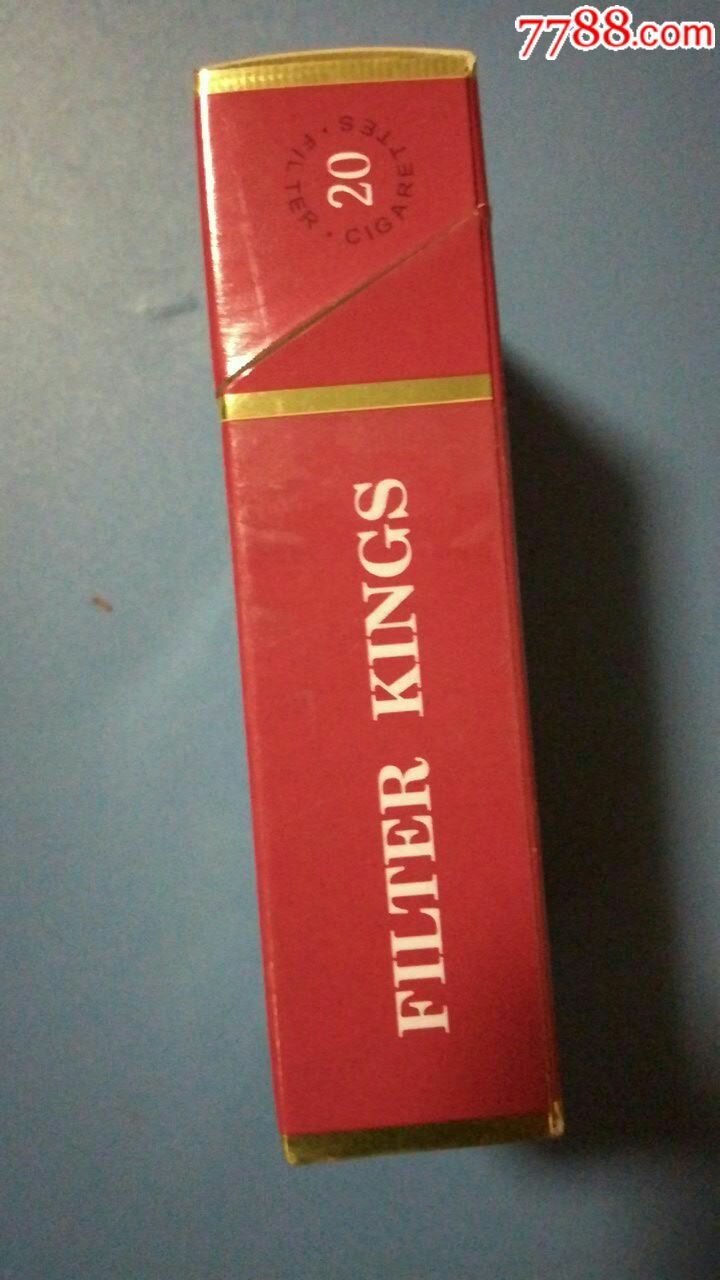 7788.com
20
FILTER • CIGARETTES •
FILTER KINGS